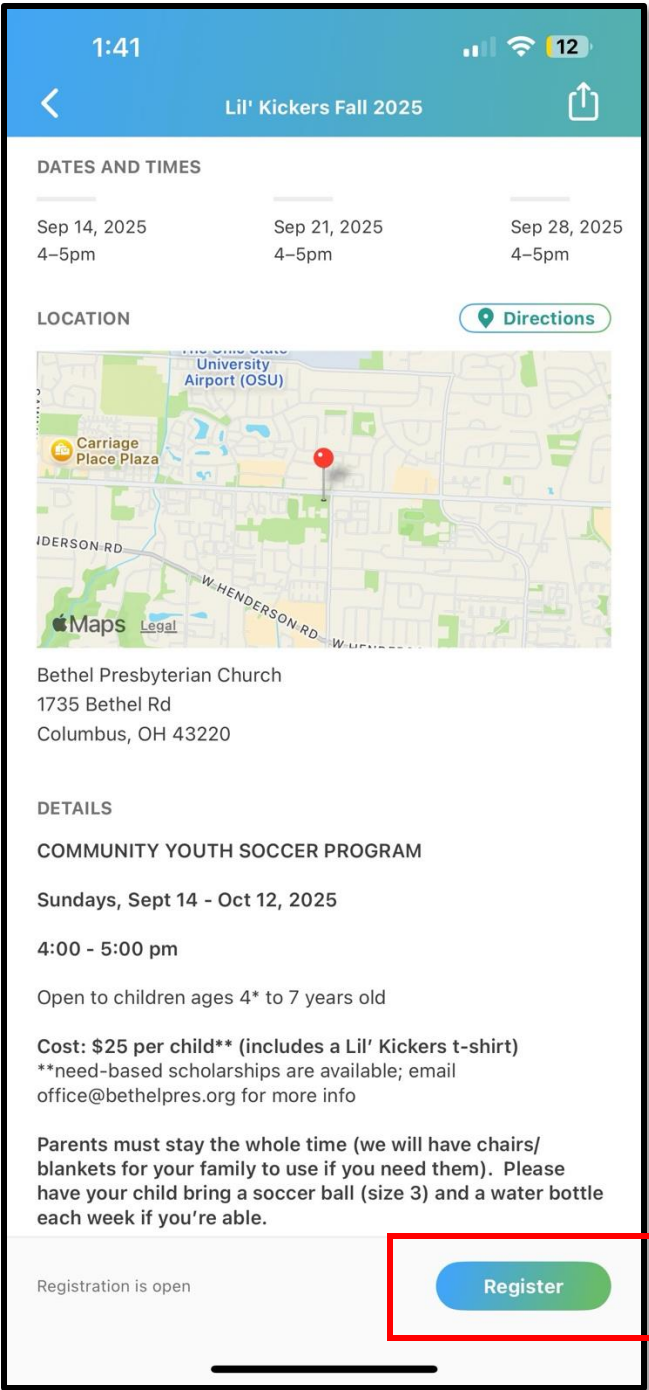 1:41
12
Lil' Kickers Fall 2025
DATES AND TIMES
Sep 14, 2025
4–5pm
Sep 21, 2025
4–5pm
Sep 28, 2025
4–5pm
LOCATION
Directions
The Ohio State
University
Airport (OSU)
Carriage
Place Plaza
NDERSON RD
W HENDERSON RD
Maps Legal
Bethel Presbyterian Church
1735 Bethel Rd
Columbus, OH 43220
DETAILS
COMMUNITY YOUTH SOCCER PROGRAM
Sundays, Sept 14 - Oct 12, 2025
4:00 - 5:00 pm
Open to children ages 4* to 7 years old
Cost: $25 per child** (includes a Lil' Kickers t-shirt)
**need-based scholarships are available; email
office@bethelpres.org for more info
Parents must stay the whole time (we will have chairs/
blankets for your family to use if you need them).  Please
have your child bring a soccer ball (size 3) and a water bottle
each week if you're able.
Registration is open
Register